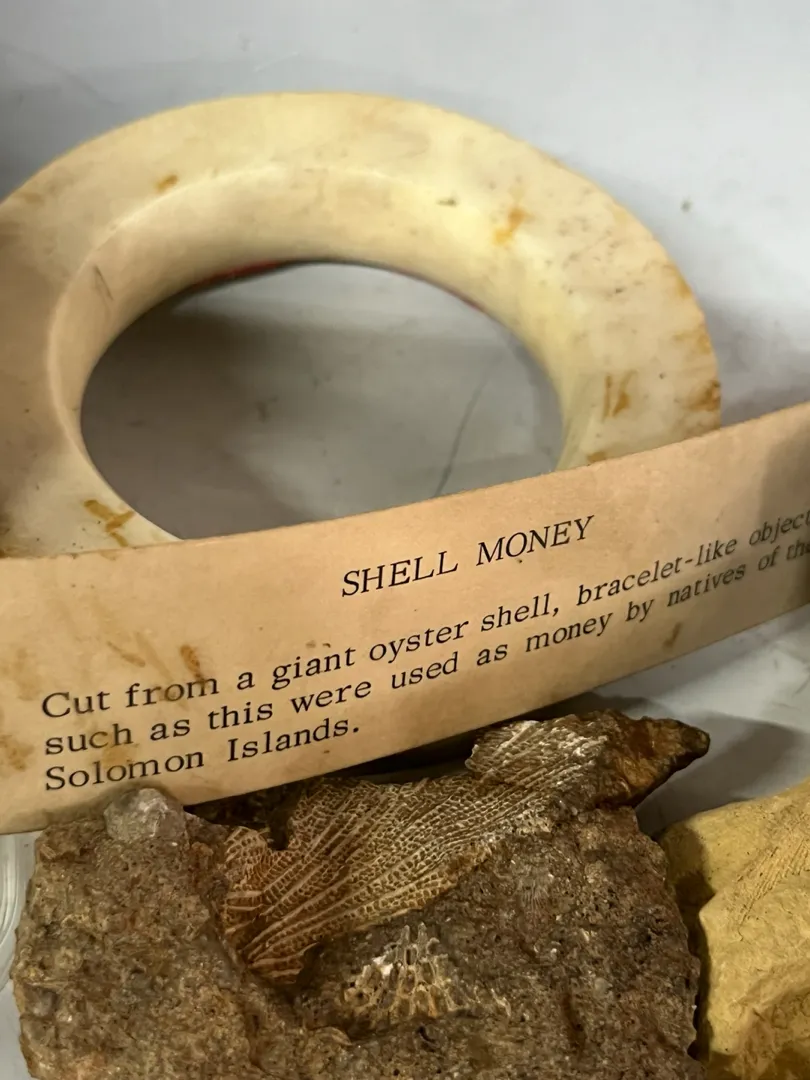 SHELL MONEY
Cut from a giant oyster shell, bracelet-like object
such as this were used as money by natives of the
Solomon Islands.